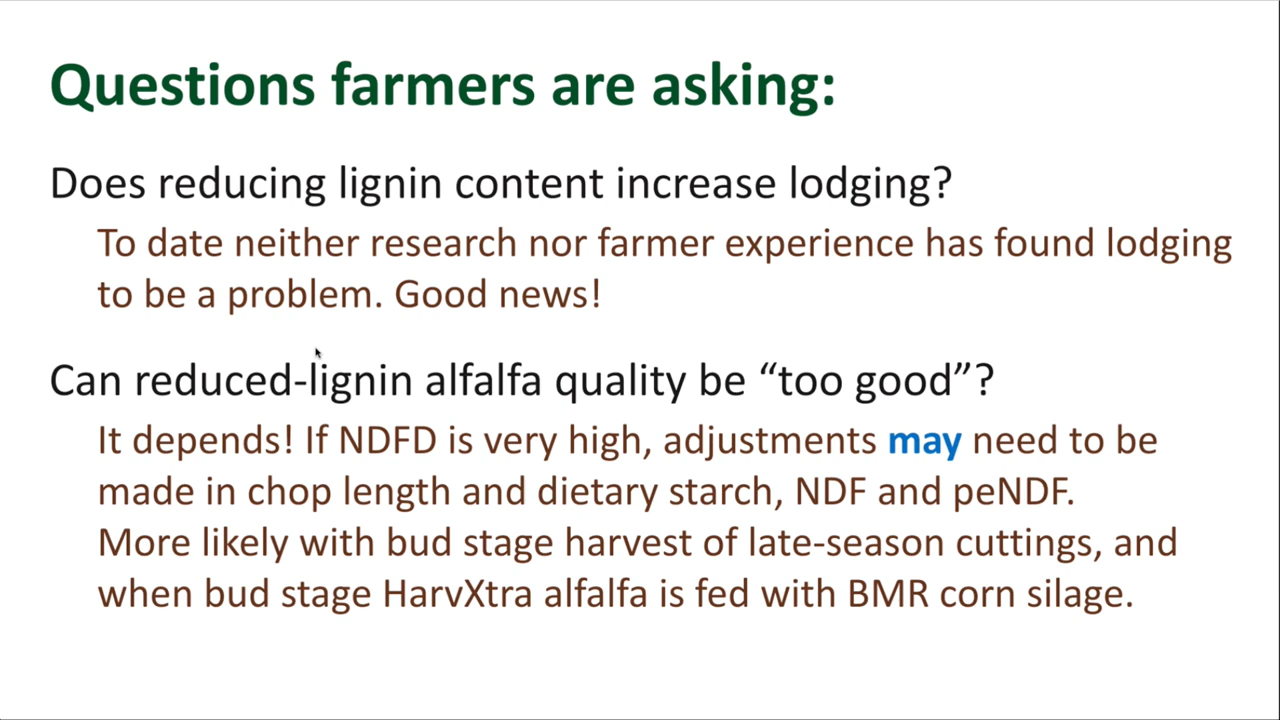 Questions farmers are asking:
Does reducing lignin content increase lodging?
To date neither research nor farmer experience has found lodging
to be a problem. Good news!
Can reduced-lignin alfalfa quality be “too good”?
It depends! If NDFD is very high, adjustments may need to be
made in chop length and dietary starch, NDF and peNDF.
More likely with bud stage harvest of late-season cuttings, and
when bud stage HarvXtra alfalfa is fed with BMR corn silage.